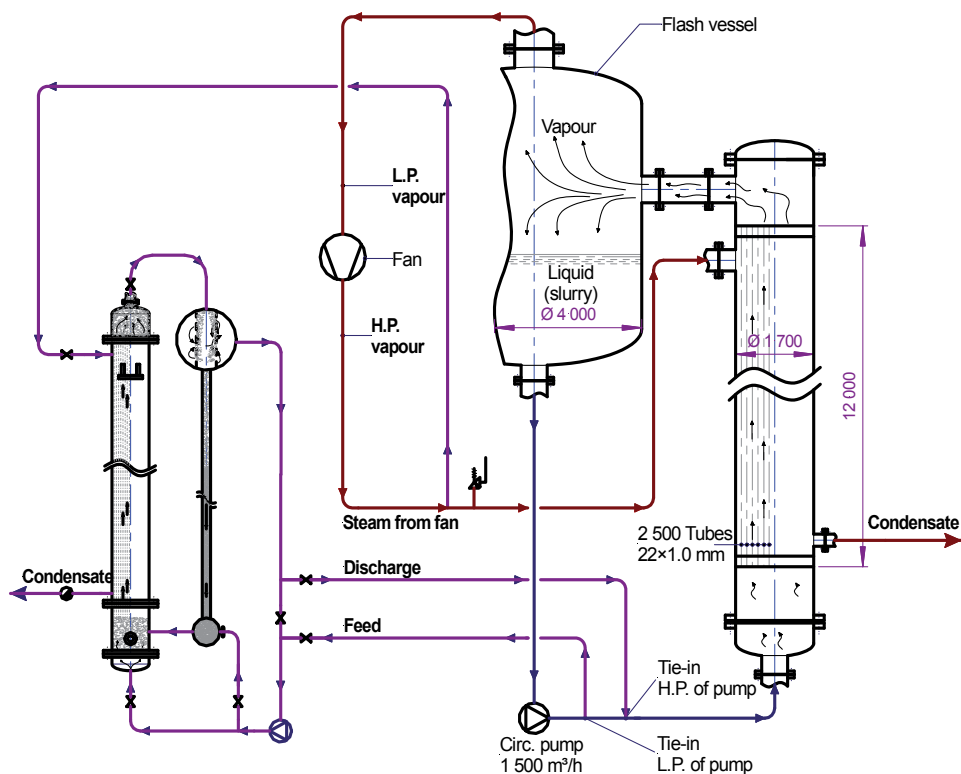 Flash vessel
Vapour
L.P.
vapour
Fan
Liquid
(slurry)
Ø 4 000
H.P.
vapour
Ø 1 700
12 000
Steam from fan
2 500 Tubes
22×1.0 mm
Condensate
Condensate
Discharge
Feed
Tie-in
H.P. of pump
Circ. pump
1 500 m³/h
Tie-in
L.P. of pump